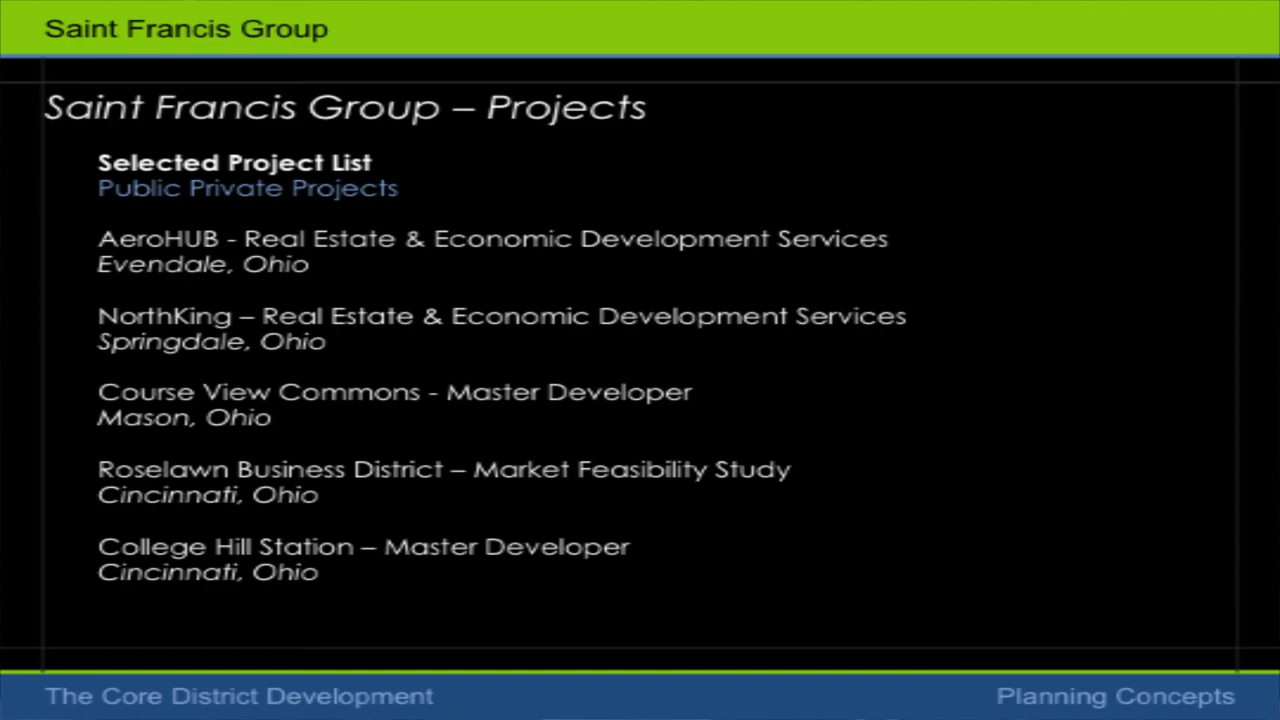 Saint Francis Group
Saint Francis Group – Projects
Selected Project List
Public Private Projects
AeroHUB - Real Estate & Economic Development Services
Evendale, Ohio
NorthKing – Real Estate & Economic Development Services
Springdale, Ohio
Course View Commons - Master Developer
Mason, Ohio
Roselawn Business District – Market Feasibility Study
Cincinnati, Ohio
College Hill Station – Master Developer
Cincinnati, Ohio
The Core District Development
Planning Concepts